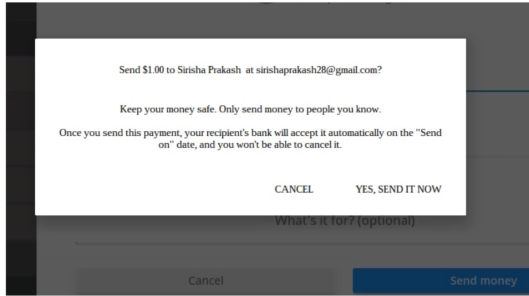 Send $1.00 to Sirisha Prakash at sirishaprakash28@gmail.com?
Keep your money safe. Only send money to people you know.
Once you send this payment, your recipient's bank will accept it automatically on the "Send
on" date, and you won't be able to cancel it.
CANCEL YES, SEND IT NOW
What's it for? (optional)
Cancel Send money